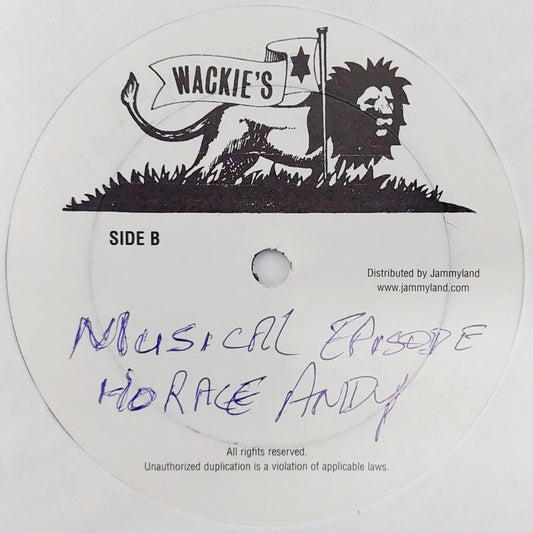 WACKIE'S
SIDE B
Distributed by Jammyland
www.jammyland.com
MUSICAL EPISODE
HORACE ANDY
All rights reserved.
Unauthorized duplication is a violation of applicable laws.